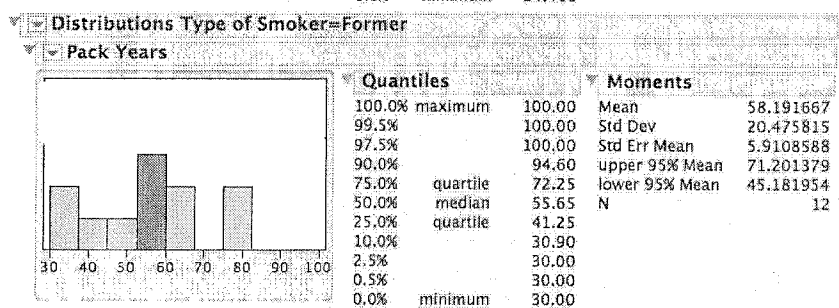 Distributions Type of Smoker=Former
Pack Years
Quantiles
100.0% maximum 100.00
99.5% 100.00
97.5% 100.00
90.0% 94.60
75.0% quartile 72.25
50.0% median 55.65
25.0% quartile 41.25
10.0% 30.90
2.5% 30.00
0.5% 30.00
0.0% minimum 30.00
Moments
Mean 58.191667
Std Dev 20.475815
Std Err Mean 5.9108588
upper 95% Mean 71.201379
lower 95% Mean 45.181954
N 12
30 40 50 60 70 80 90 100